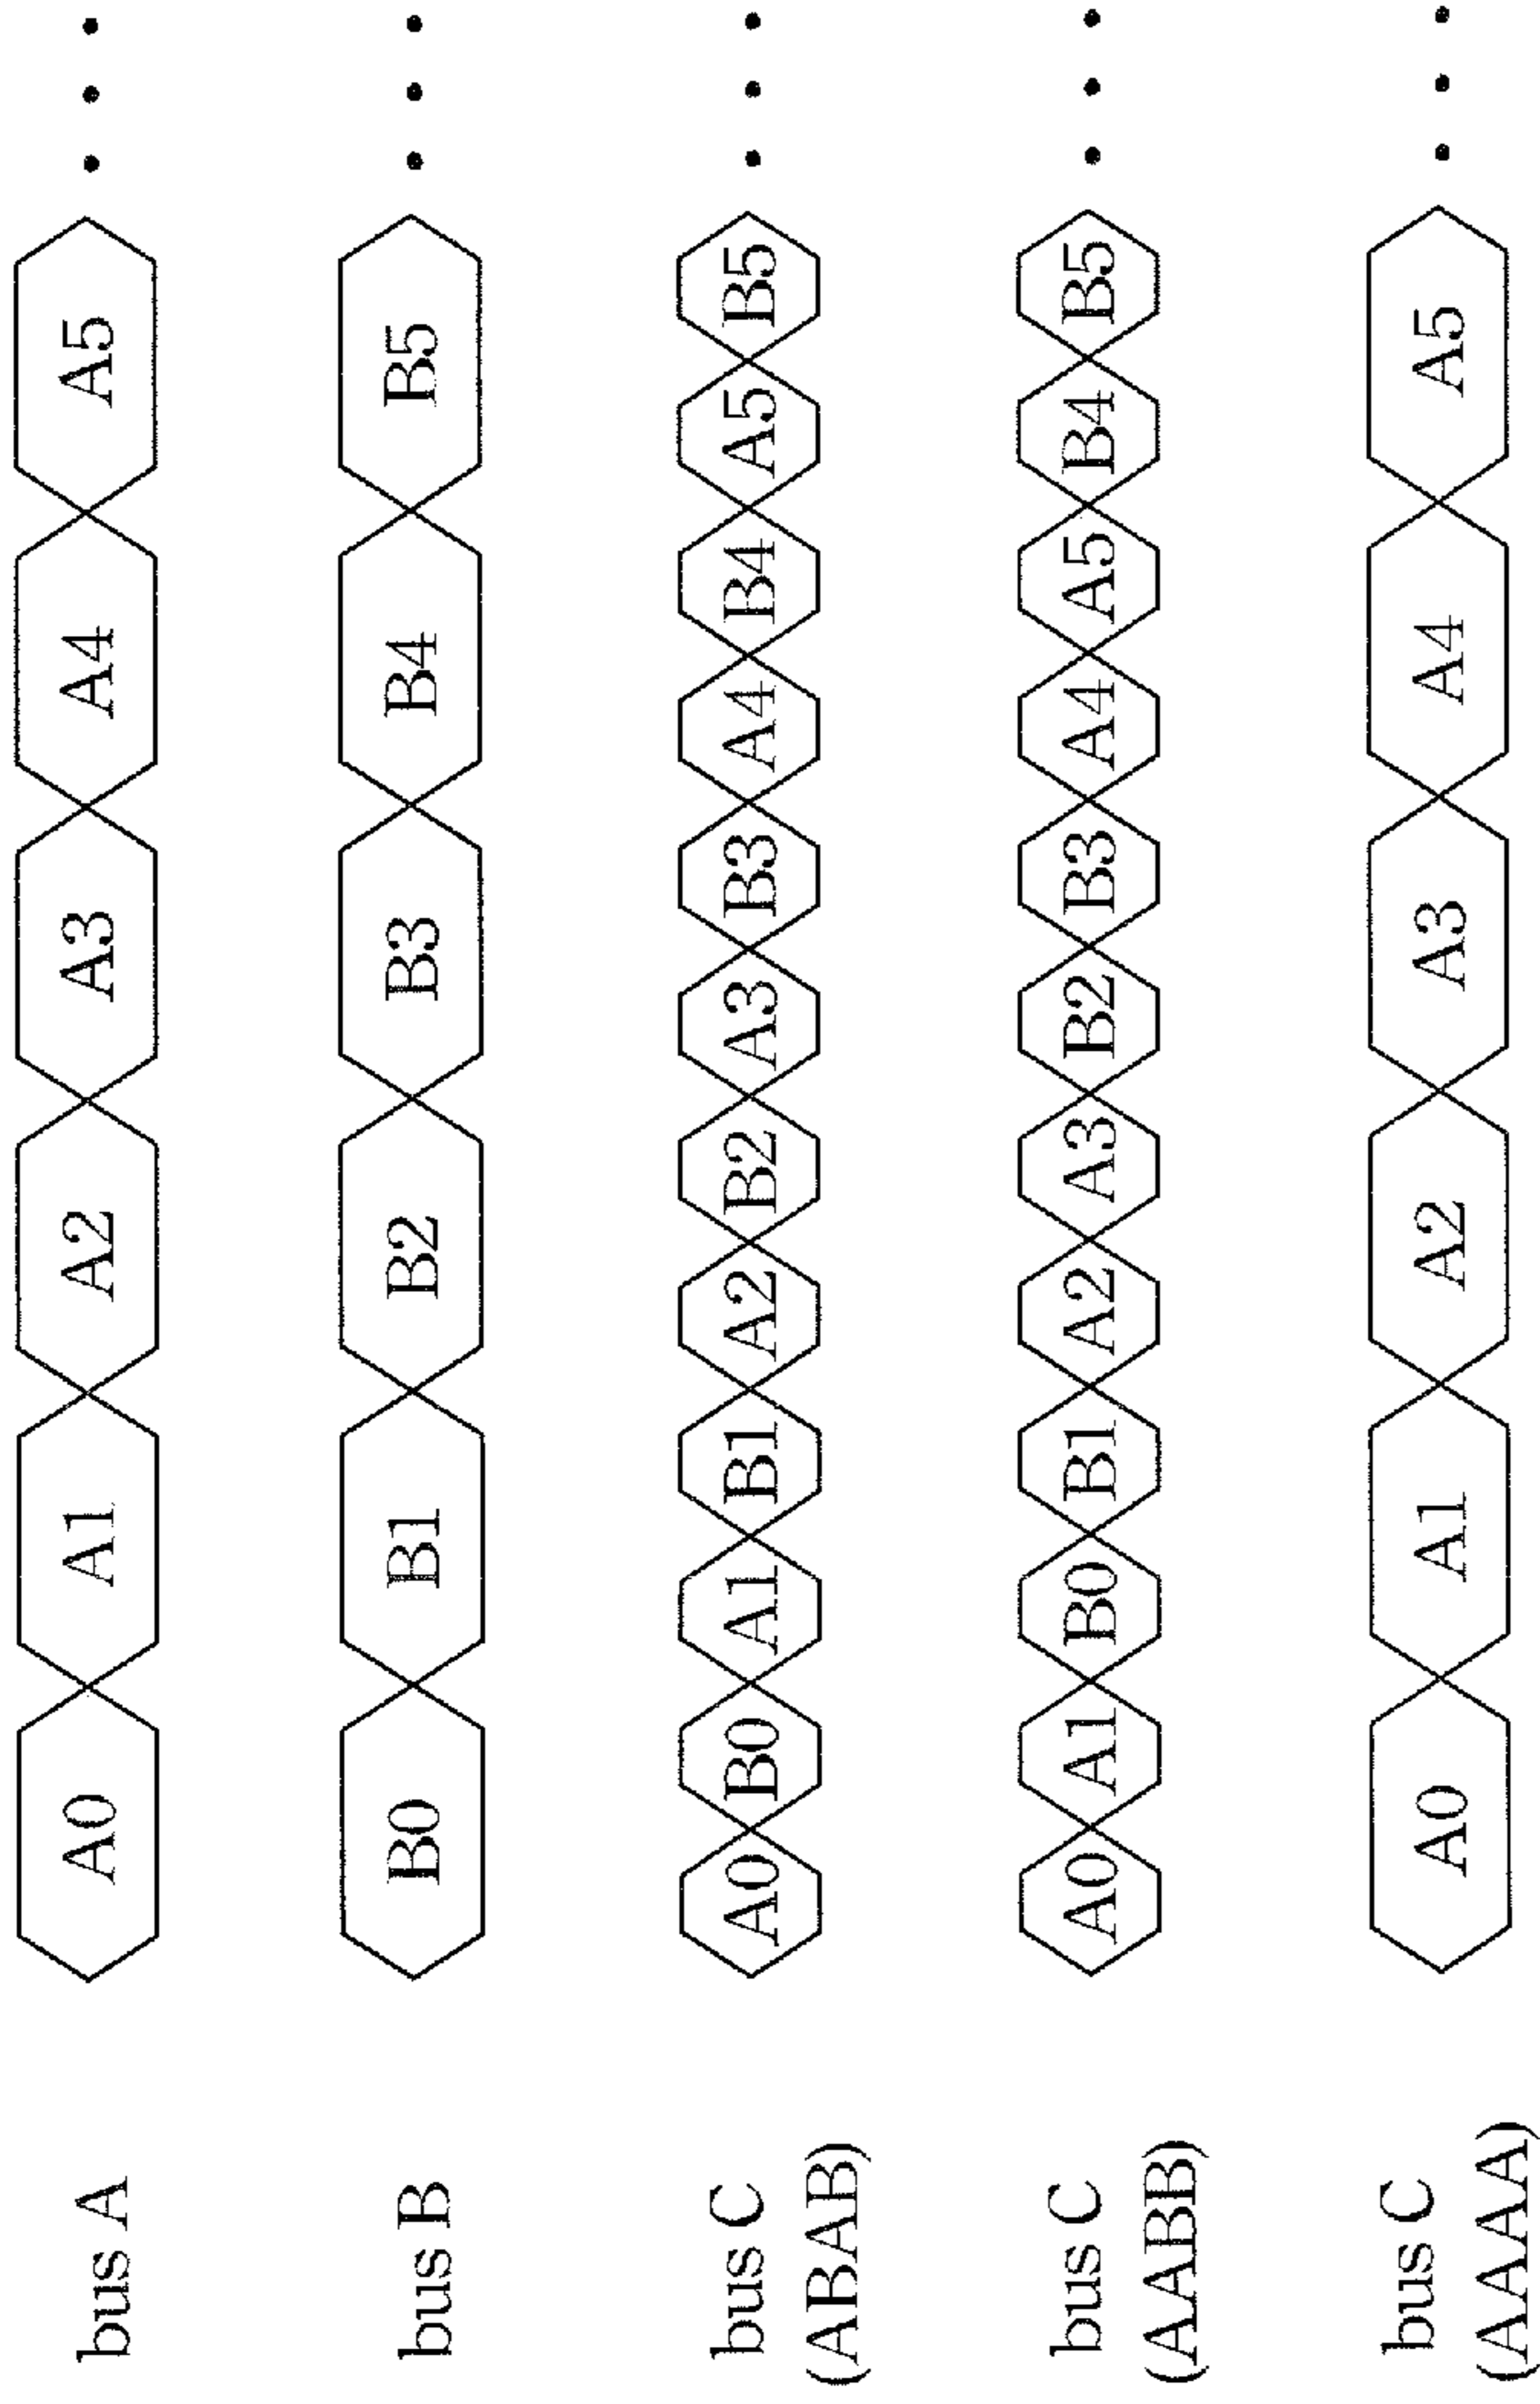 bus A A0 A1 A2 A3 A4 A5 . . .
bus B B0 B1 B2 B3 B4 B5 . . .
bus C A0 B0 A1 B1 A2 B2 A3 B3 A4 B4 A5 B5 . . .
(ABAB)
bus C A0 A1 B0 B1 A2 A3 B2 B3 A4 A5 B4 B5 . . .
(AABB)
bus C A0 A1 A2 A3 A4 A5 . . .
(AAAA)